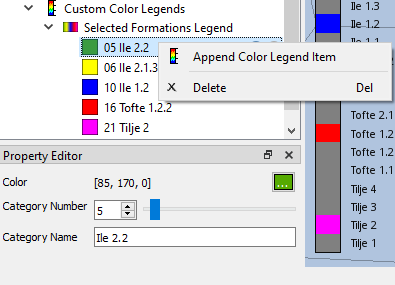 Custom Color Legends
Selected Formations Legend
05 Ile 2.2
06 Ile 2.1.3
10 Ile 1.2
16 Tofte 1.2.2
21 Tilje 2
Append Color Legend Item
Delete Del
Property Editor
Color [85, 170, 0] ...
Category Number 5
Category Name Ile 2.2
Ile 1.3
Ile 1.2
Ile 1.1
Tofte 2.1
Tofte 1.2
Tofte 1.2
Tofte 1.1
Tilje 4
Tilje 3
Tilje 2
Tilje 1